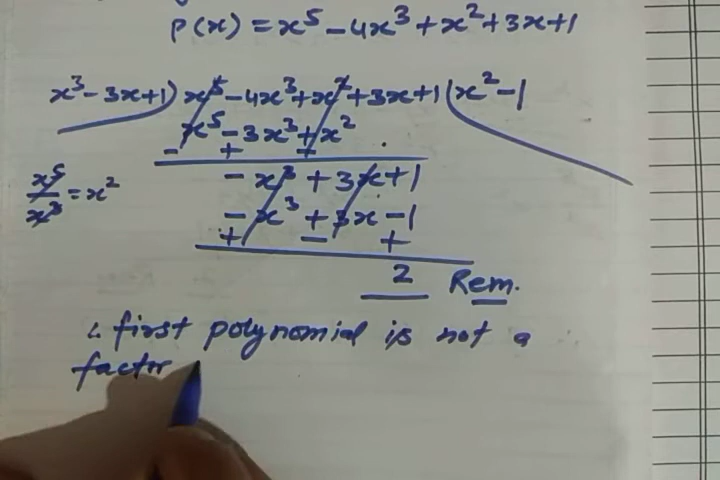 P(x) = x⁵ - 4x³ + x² + 3x + 1
x³ - 3x + 1) x⁵ - 4x³ + x² + 3x + 1 (x² - 1
x⁵ - 3x³ + x²
- + -
- x³ + 3x + 1
x⁵/x³ = x²
- x³ + 3x - 1
+ - +
2 Rem.
∴ first polynomial is not a
factor